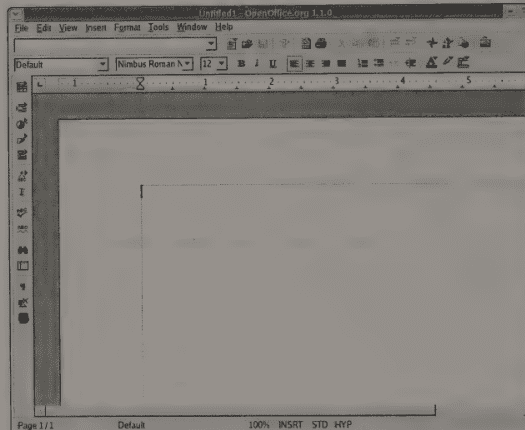 Untitled1 - OpenOffice.org 1.1.0
File Edit View Insert Format Tools Window Help
Default Nimbus Roman N 12 B i U
1 1 2 3 4 5
Page 1/1 Default 100% INSRT STD HYP